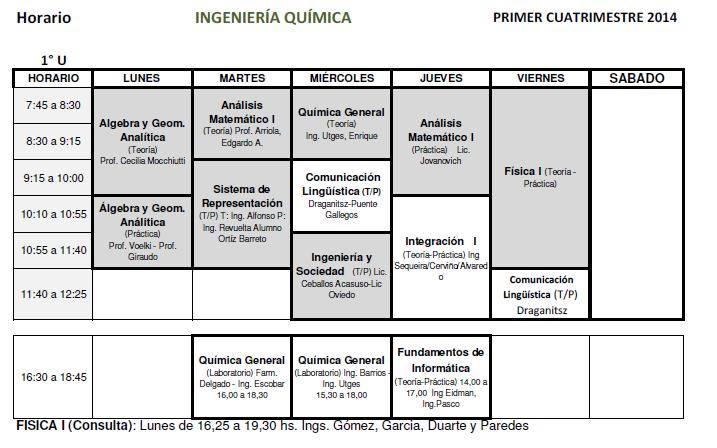 Horario INGENIERÍA QUÍMICA PRIMER CUATRIMESTRE 2014
1° U
HORARIO LUNES MARTES MIÉRCOLES JUEVES VIERNES SABADO
7:45 a 8:30
8:30 a 9:15
9:15 a 10:00
10:10 a 10:55
10:55 a 11:40
11:40 a 12:25
16:30 a 18:45
Algebra y Geom.
Analítica
(Teoría)
Prof. Cecilia Mocchiutti
Álgebra y Geom.
Análitica
(Práctica)
Prof. Voelki - Prof.
Giraudo
Análisis
Matemático I
(Teoría) Prof. Arriola,
Edgardo A.
Sistema de
Representación
(T/P) T: Ing. Alfonso P:
Ing. Revuelta Alumno
Ortíz Barreto
Química General
(Laboratorio) Farm.
Delgado - Ing. Escobar
16,00 a 18,30
Química General
(Teoría)
Ing. Utges, Enrique
Comunicación
Lingüística (T/P)
Draganitsz-Puente
Gallegos
Ingeniería y
Sociedad (T/P) Lic.
Ceballos Acasuso-Lic
Oviedo
Química General
(Laboratorio) Ing. Barrios -
Ing. Utges
15,30 a 18,00
Análisis
Matemático I
(Práctica) Lic.
Jovanovich
Integración I
(Teoría-Práctica) Ing
Sequeira/Cerviño/Alvared
o
Fundamentos de
Informática
(Teoría-Práctica) 14,00 a
17,00 Ing Eidman,
Ing.Pasco
Física I (Teoría -
Práctica)
Comunicación
Lingüística (T/P)
Draganitsz
FISICA I (Consulta): Lunes de 16,25 a 19,30 hs. Ings. Gómez, Garcia, Duarte y Paredes